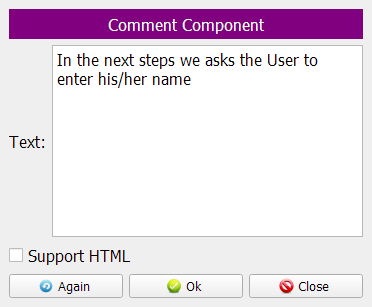 Comment Component
In the next steps we asks the User to
enter his/her name
Text:
Support HTML
Again
Ok
Close